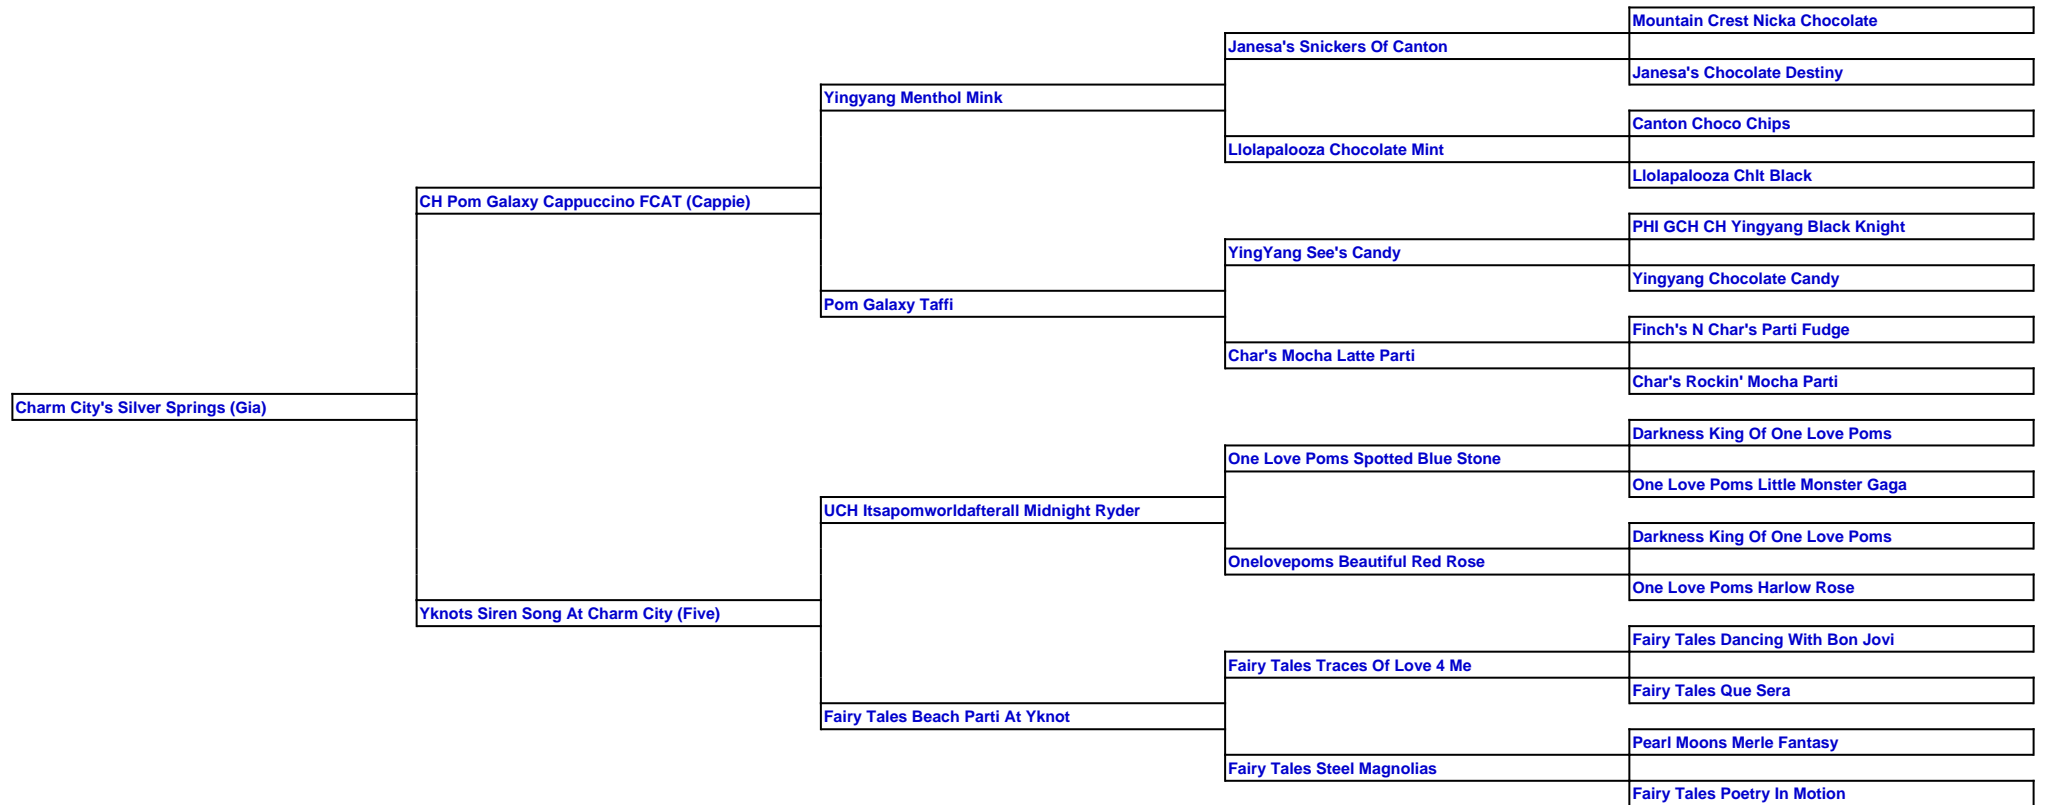 Mountain Crest Nicka Chocolate
Janesa's Snickers Of Canton
Janesa's Chocolate Destiny
Yingyang Menthol Mink
Canton Choco Chips
Llolapalooza Chocolate Mint
Llolapalooza Chlt Black
CH Pom Galaxy Cappuccino FCAT (Cappie)
PHI GCH CH Yingyang Black Knight
YingYang See's Candy
Yingyang Chocolate Candy
Pom Galaxy Taffi
Finch's N Char's Parti Fudge
Char's Mocha Latte Parti
Char's Rockin' Mocha Parti
Charm City's Silver Springs (Gia)
Darkness King Of One Love Poms
One Love Poms Spotted Blue Stone
One Love Poms Little Monster Gaga
UCH Itsapomworldafterall Midnight Ryder
Darkness King Of One Love Poms
Onelovepoms Beautiful Red Rose
One Love Poms Harlow Rose
Yknots Siren Song At Charm City (Five)
Fairy Tales Dancing With Bon Jovi
Fairy Tales Traces Of Love 4 Me
Fairy Tales Que Sera
Fairy Tales Beach Parti At Yknot
Pearl Moons Merle Fantasy
Fairy Tales Steel Magnolias
Fairy Tales Poetry In Motion